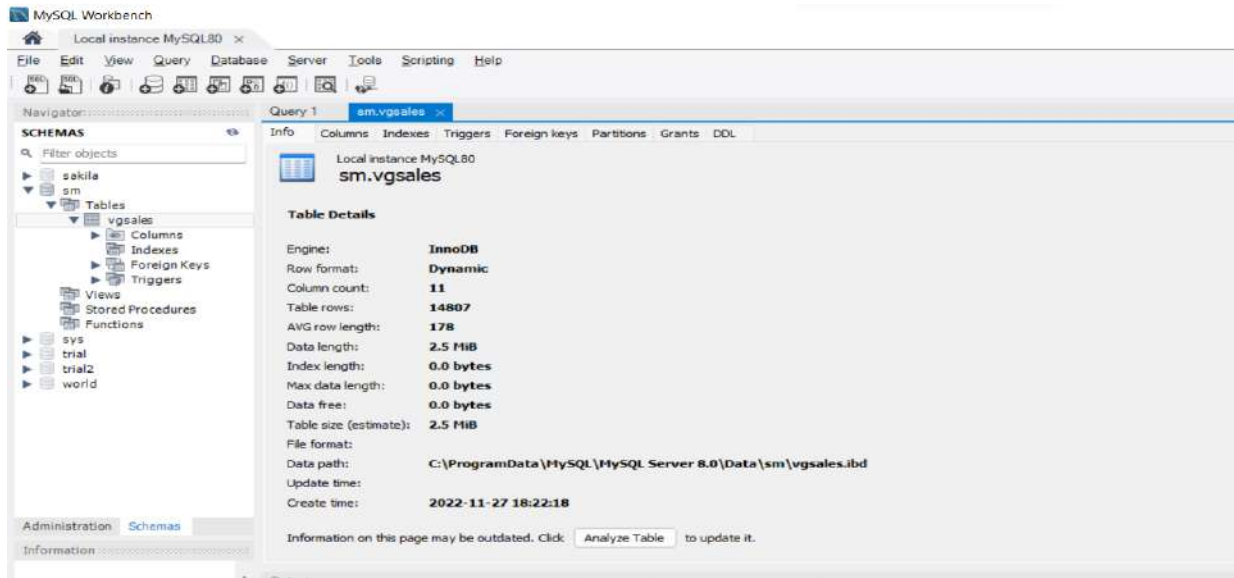 MySQL Workbench
Local instance MySQL80 ×
File Edit View Query Database Server Tools Scripting Help
Navigator
SCHEMAS
Filter objects
sakila
sm
Tables
vgsales
Columns
Indexes
Foreign Keys
Triggers
Views
Stored Procedures
Functions
sys
trial
trial2
world
Administration Schemas
Information
Query 1 sm.vgsales ×
Info Columns Indexes Triggers Foreign keys Partitions Grants DDL
Local instance MySQL80
sm.vgsales
Table Details
Engine: InnoDB
Row format: Dynamic
Column count: 11
Table rows: 14807
AVG row length: 178
Data length: 2.5 MiB
Index length: 0.0 bytes
Max data length: 0.0 bytes
Data free: 0.0 bytes
Table size (estimate): 2.5 MiB
File format:
Data path: C:\ProgramData\MySQL\MySQL Server 8.0\Data\sm\vgsales.ibd
Update time:
Create time: 2022-11-27 18:22:18
Information on this page may be outdated. Click Analyze Table to update it.